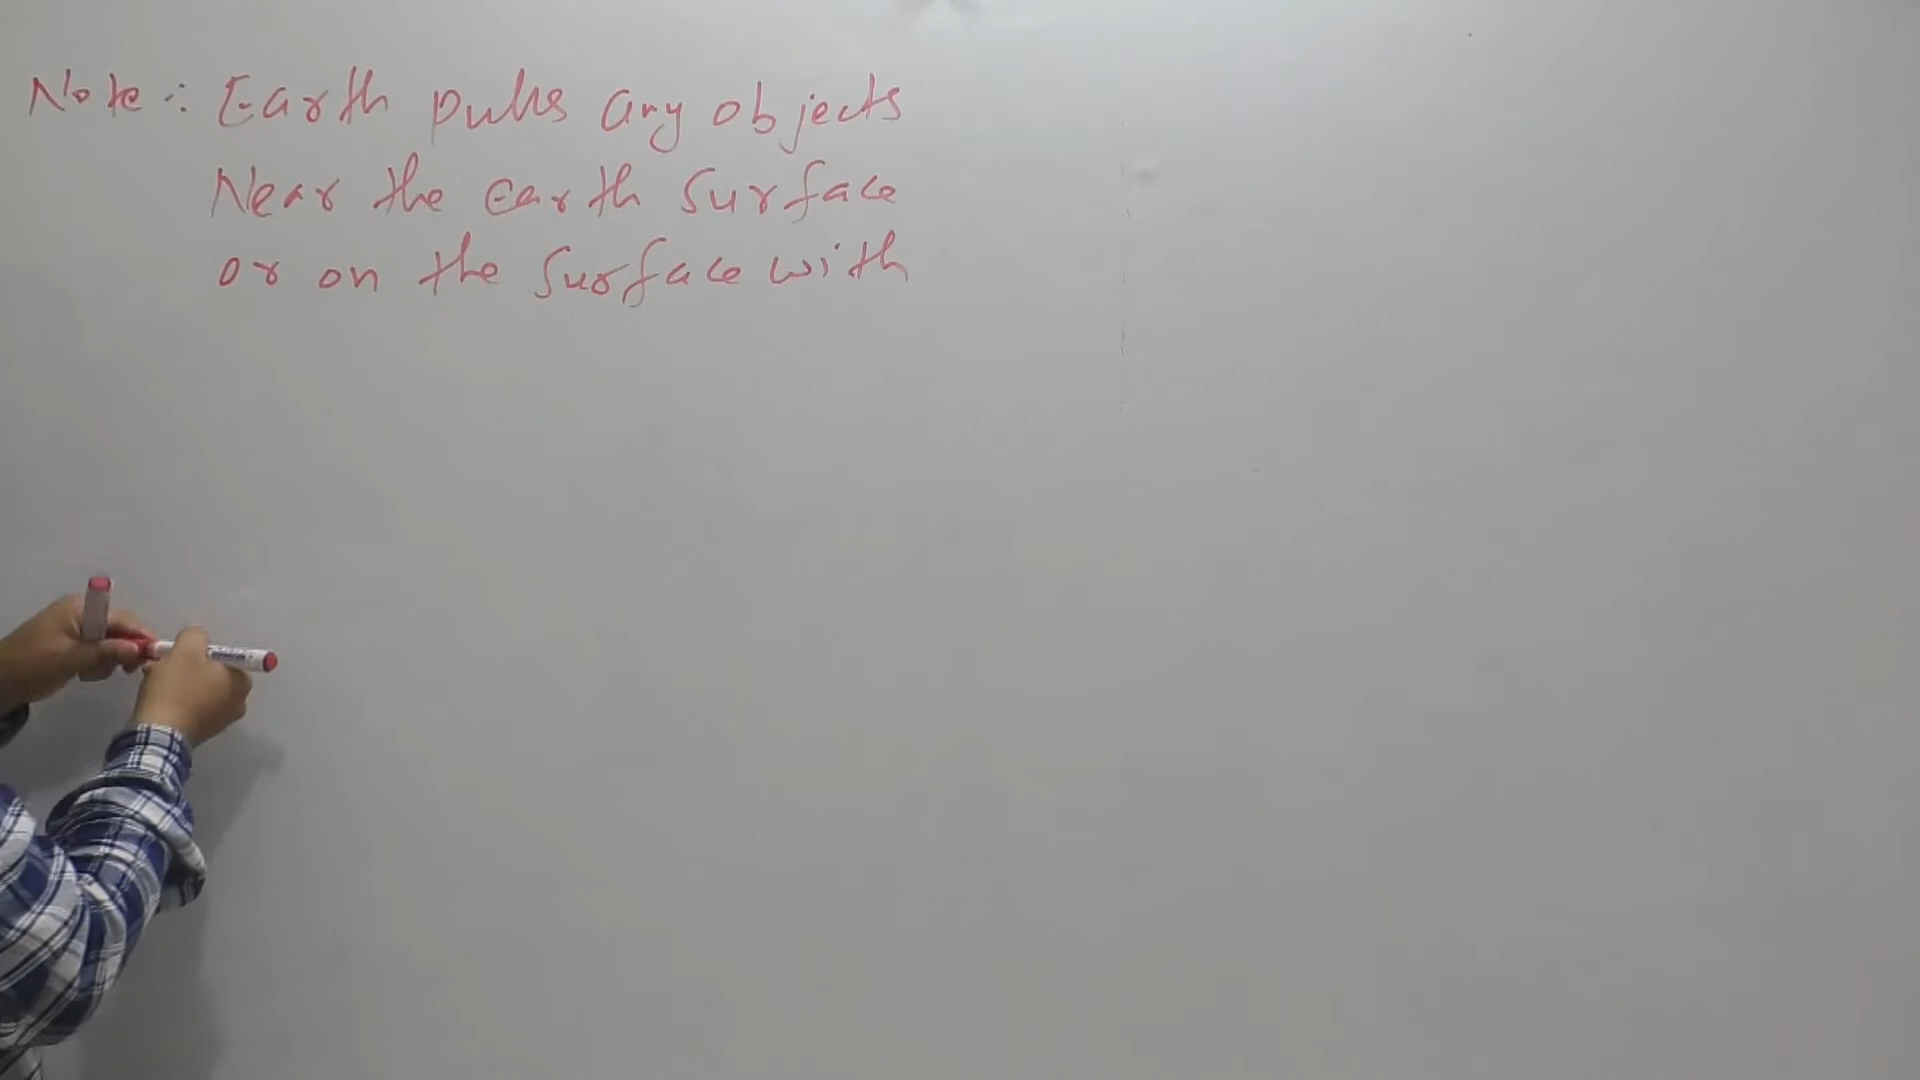 Note :- Earth pulls any objects
Near the earth surface
or on the surface with